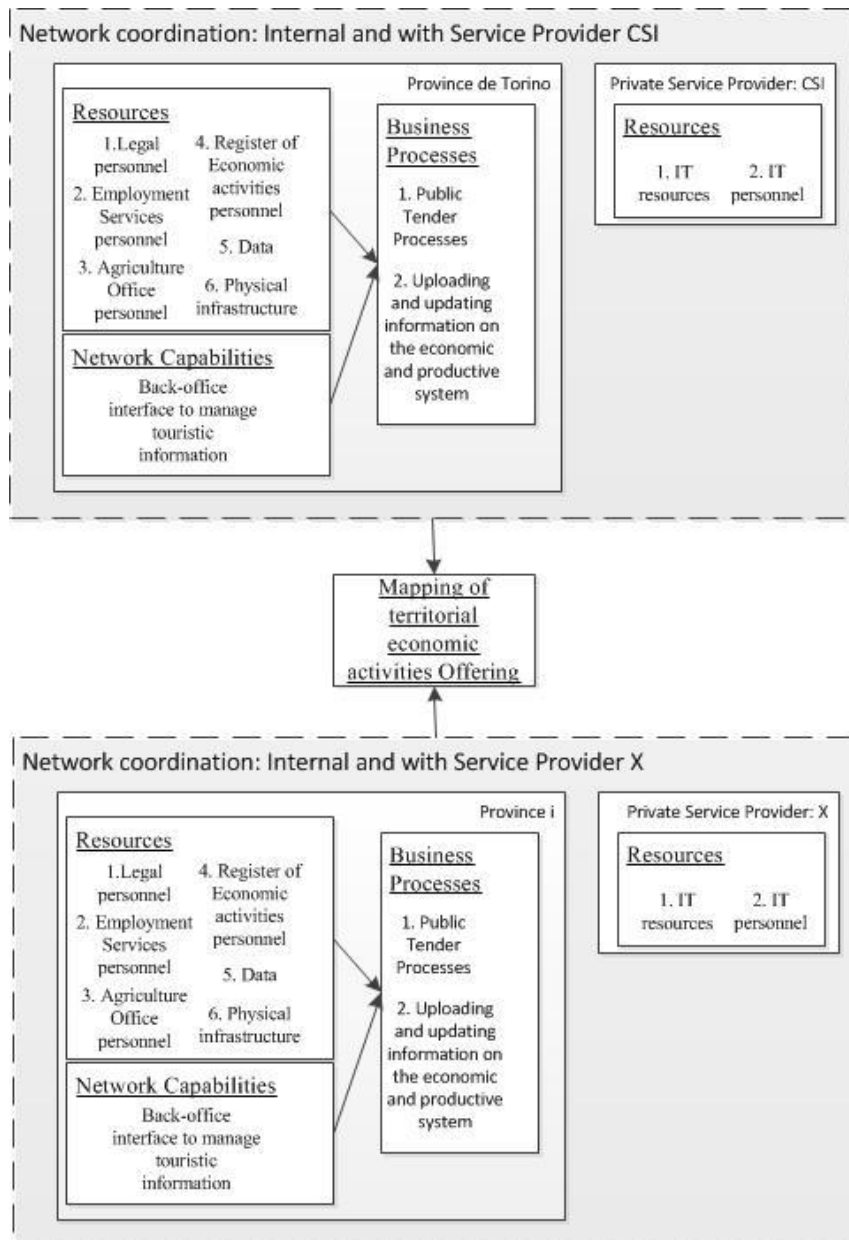 Network coordination: Internal and with Service Provider CSI
Province de Torino
Resources
1.Legal
personnel
2. Employment
Services
personnel
3. Agriculture
Office
personnel
4. Register of
Economic
activities
personnel
5. Data
6. Physical
infrastructure
Network Capabilities
Back-office
interface to manage
touristic
information
Business
Processes
1. Public
Tender
Processes
2. Uploading
and updating
information on
the economic
and productive
system
Private Service Provider: CSI
Resources
1. IT
resources
2. IT
personnel
Mapping of
territorial
economic
activities Offering
Network coordination: Internal and with Service Provider X
Province i
Resources
1.Legal
personnel
2. Employment
Services
personnel
3. Agriculture
Office
personnel
4. Register of
Economic
activities
personnel
5. Data
6. Physical
infrastructure
Network Capabilities
Back-office
interface to manage
touristic
information
Business
Processes
1. Public
Tender
Processes
2. Uploading
and updating
information on
the economic
and productive
system
Private Service Provider: X
Resources
1. IT
resources
2. IT
personnel